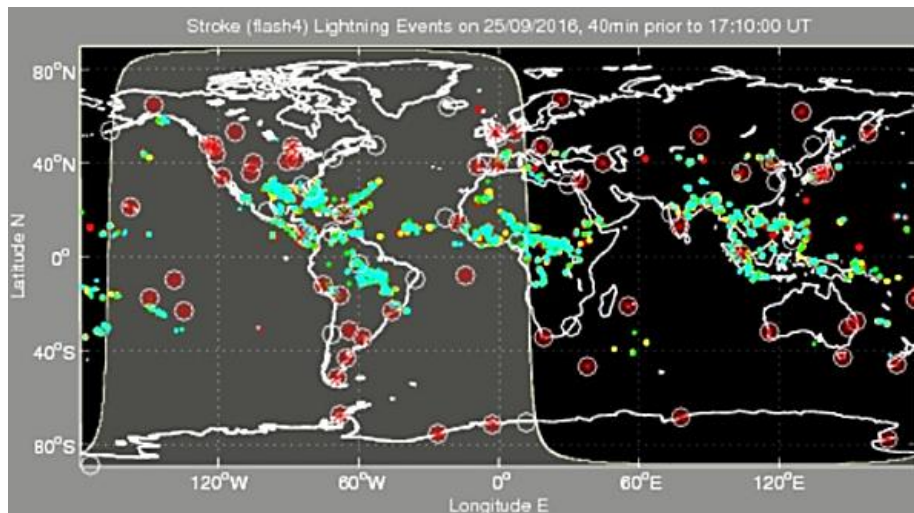 Stroke (flash4) Lightning Events on 25/09/2016, 40min prior to 17:10:00 UT
80°N
40°N
0°
40°S
80°S
Latitude N
120°W
60°W
0°E
60°E
120°E
Longitude E